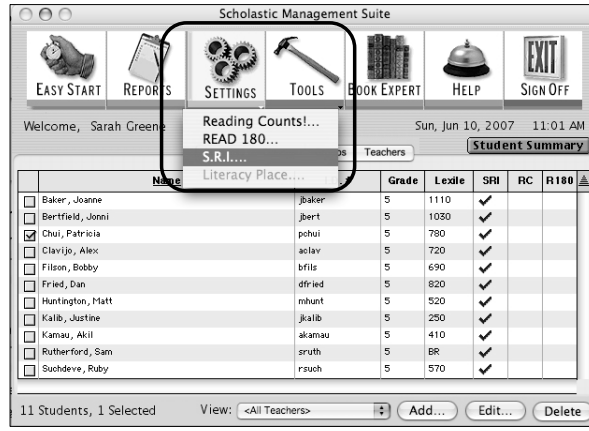 Scholastic Management Suite
EASY START REPORTS SETTINGS TOOLS BOOK EXPERT HELP EXIT SIGN OFF
Welcome, Sarah Greene Sun, Jun 10, 2007 11:01 AM
Reading Counts!...
READ 180...
S.R.I....
Literacy Place....
Teachers Student Summary
Name Grade Lexile SRI RC R180
Baker, Joanne jbaker 5 1110 ✓
Bertfield, Jonni jbert 5 1030 ✓
Chui, Patricia pchui 5 780 ✓
Clavijo, Alex aclav 5 720 ✓
Filson, Bobby bfils 5 690 ✓
Fried, Dan dfried 5 820 ✓
Huntington, Matt mhunt 5 520 ✓
Kalib, Justine jkalib 5 250 ✓
Kamau, Akil akamau 5 410 ✓
Rutherford, Sam sruth 5 BR ✓
Suchdeve, Ruby rsuch 5 570 ✓
11 Students, 1 Selected View: <All Teachers> Add... Edit... Delete